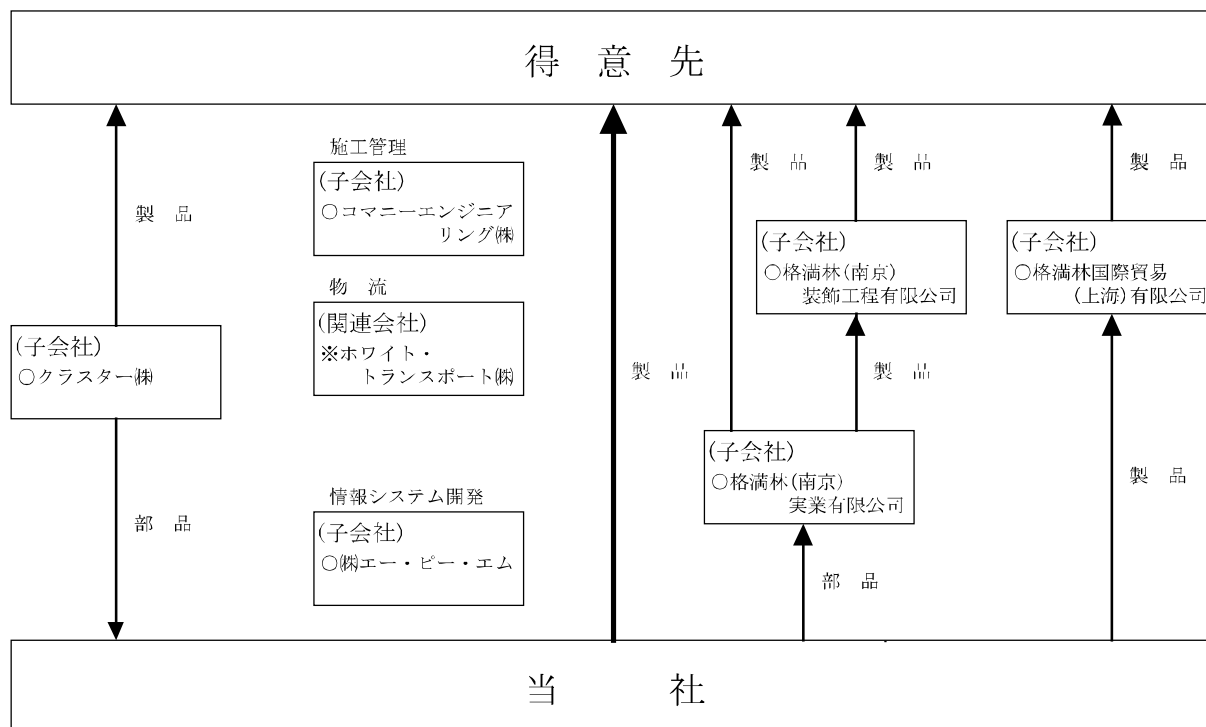 得 意 先
施工管理
(子会社)
○コマニーエンジニア
リング㈱
製 品
製 品
製 品
製 品
(子会社)
○格満林(南京)
装飾工程有限公司
(子会社)
○格満林国際貿易
(上海)有限公司
物 流
(関連会社)
※ホワイト・
トランスポート㈱
(子会社)
○クラスター㈱
製 品
製 品
(子会社)
○格満林(南京)
実業有限公司
製 品
情報システム開発
(子会社)
○㈱エー・ピー・エム
部 品
部 品
当 社